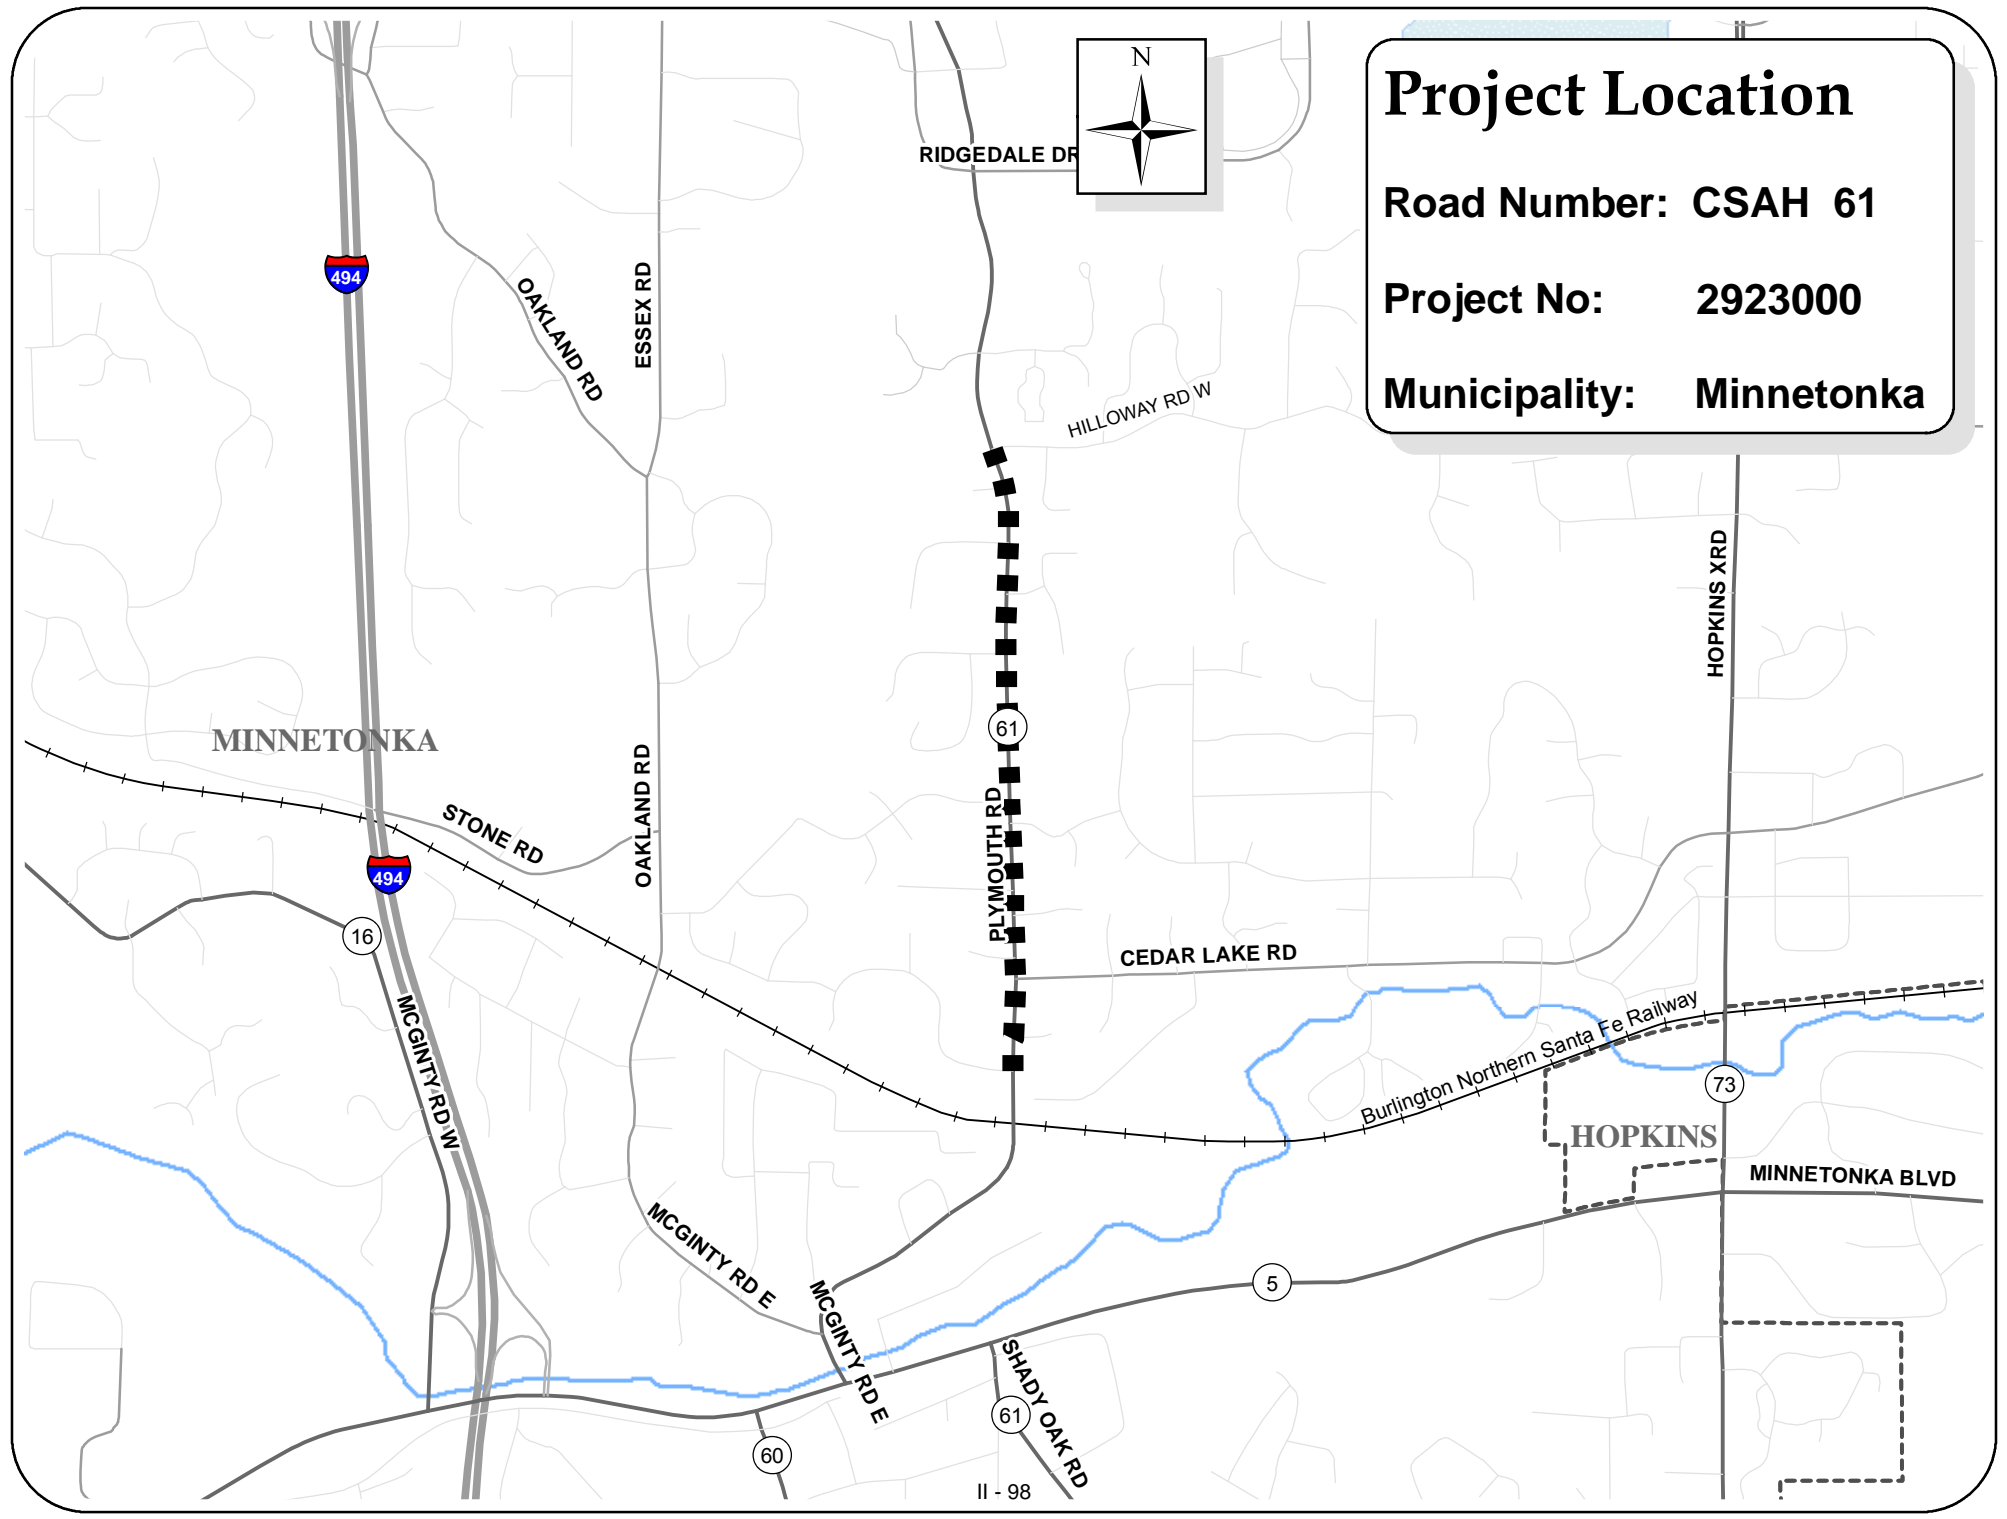 N
Project Location
Road Number: CSAH 61
Project No: 2923000
Municipality: Minnetonka
RIDGEDALE DR
494
OAKLAND RD
ESSEX RD
HILLOWAY RD W
HOPKINS XRD
61
MINNETONKA
STONE RD
OAKLAND RD
PLYMOUTH RD
494
16
CEDAR LAKE RD
MCGINTY RD W
Burlington Northern Santa Fe Railway
73
HOPKINS
MINNETONKA BLVD
MCGINTY RD E
5
MCGINTY RD E
SHADY OAK RD
61
60
II - 98